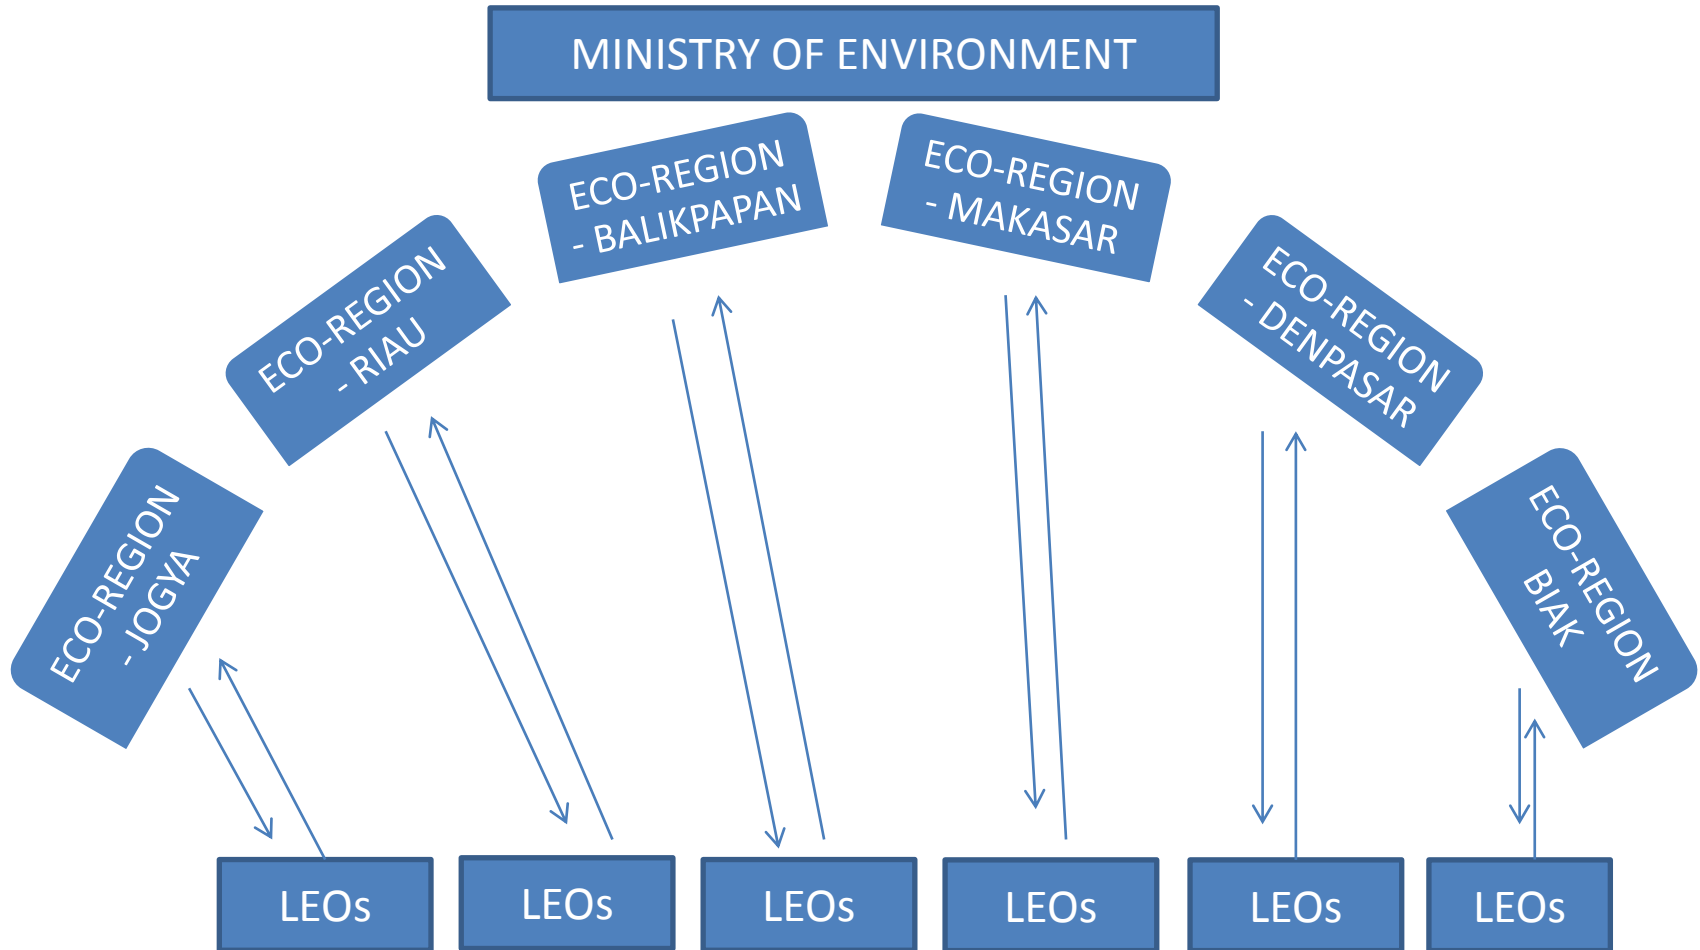 MINISTRY OF ENVIRONMENT
ECO-REGION
- JOGYA
ECO-REGION
- RIAU
ECO-REGION
- BALIKPAPAN
ECO-REGION
- MAKASAR
ECO-REGION
- DENPASAR
ECO-REGION
BIAK
LEOs
LEOs
LEOs
LEOs
LEOs
LEOs